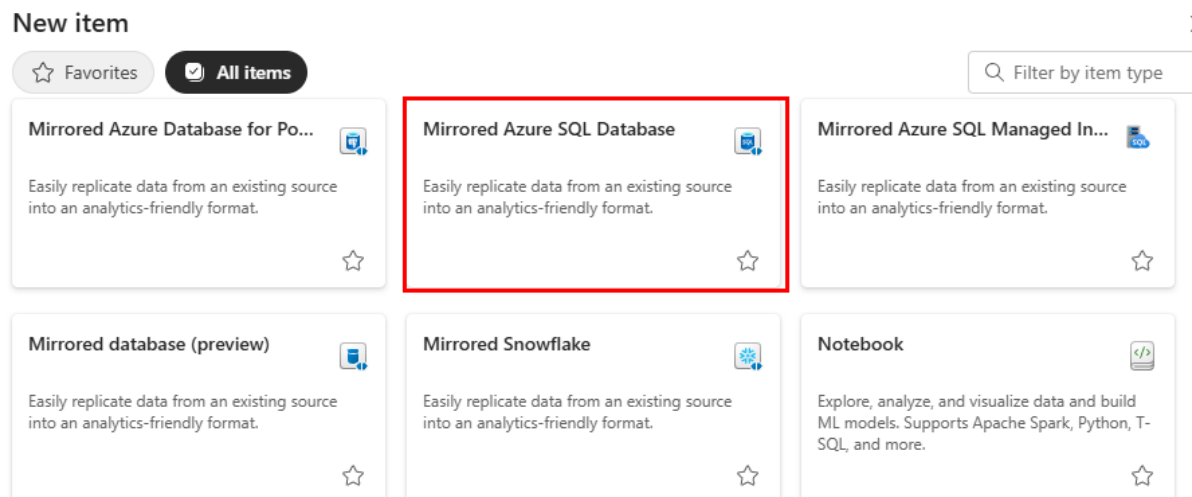 New item
Favorites
All items
Filter by item type
Mirrored Azure Database for Po...
Easily replicate data from an existing source
into an analytics-friendly format.
Mirrored Azure SQL Database
SQL
Easily replicate data from an existing source
into an analytics-friendly format.
Mirrored Azure SQL Managed In...
SQL
Easily replicate data from an existing source
into an analytics-friendly format.
Mirrored database (preview)
Easily replicate data from an existing source
into an analytics-friendly format.
Mirrored Snowflake
Easily replicate data from an existing source
into an analytics-friendly format.
Notebook
</>
Explore, analyze, and visualize data and build
ML models. Supports Apache Spark, Python, T-
SQL, and more.